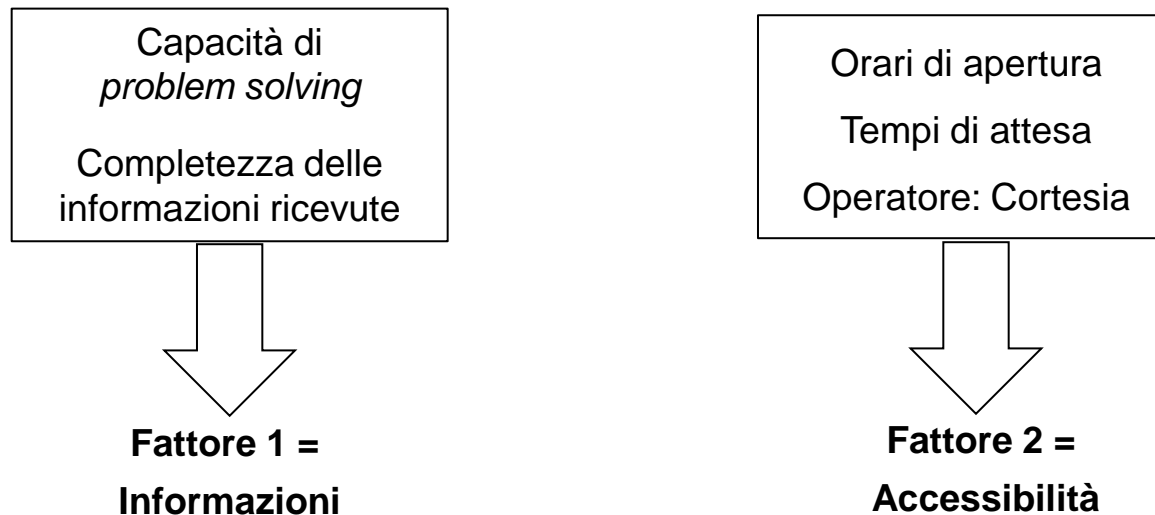 Capacità di
problem solving
Completezza delle
informazioni ricevute
Fattore 1 =
Informazioni
Orari di apertura
Tempi di attesa
Operatore: Cortesia
Fattore 2 =
Accessibilità